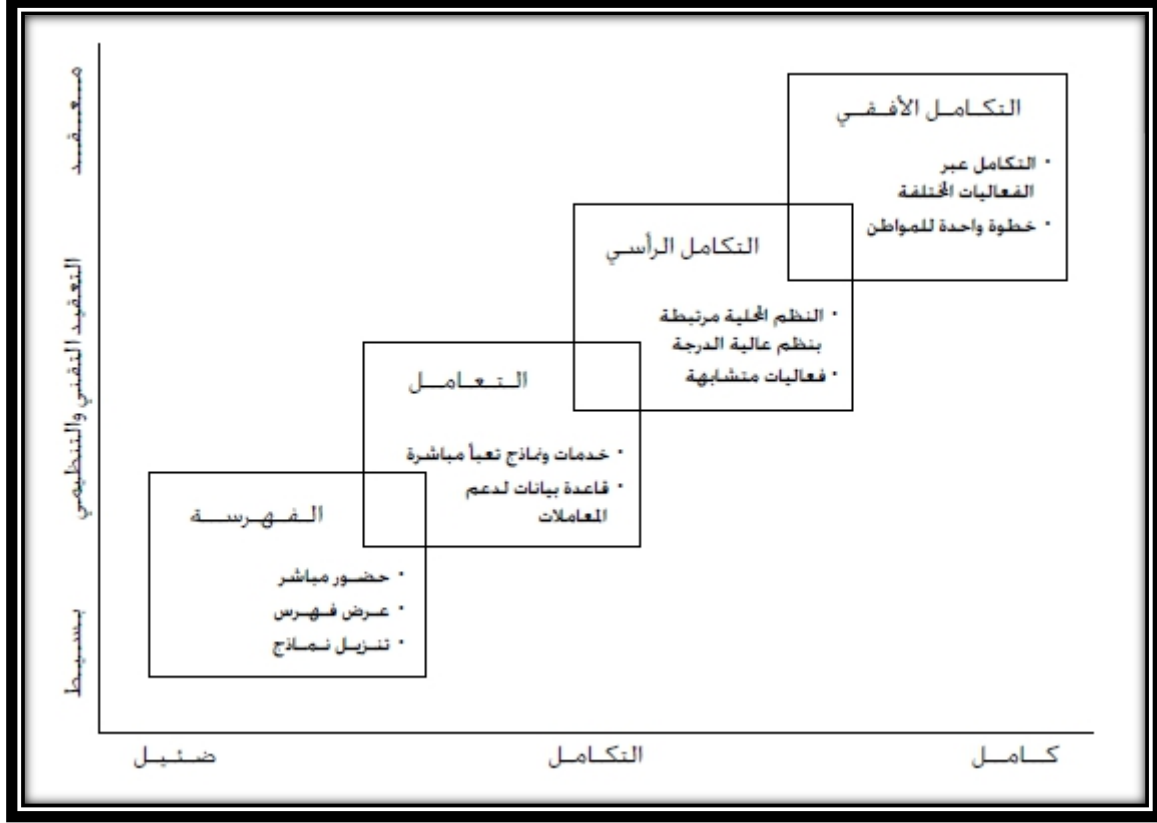 معقد
التعقيد التقني والتنظيمي
بسيط
التكامل الأفقي
· التكامل عبر
الفعاليات المختلفة
· خطوة واحدة للمواطن
التكامل الرأسي
· النظم المحلية مرتبطة
بنظم عالية الدرجة
· فعاليات متشابهة
التعامل
· خدمات ونماذج تعبأ مباشرة
· قاعدة بيانات لدعم
المعاملات
الفهرسة
· حضور مباشر
· عرض فهرس
· تنزيل نماذج
ضئيل
التكامل
كامل